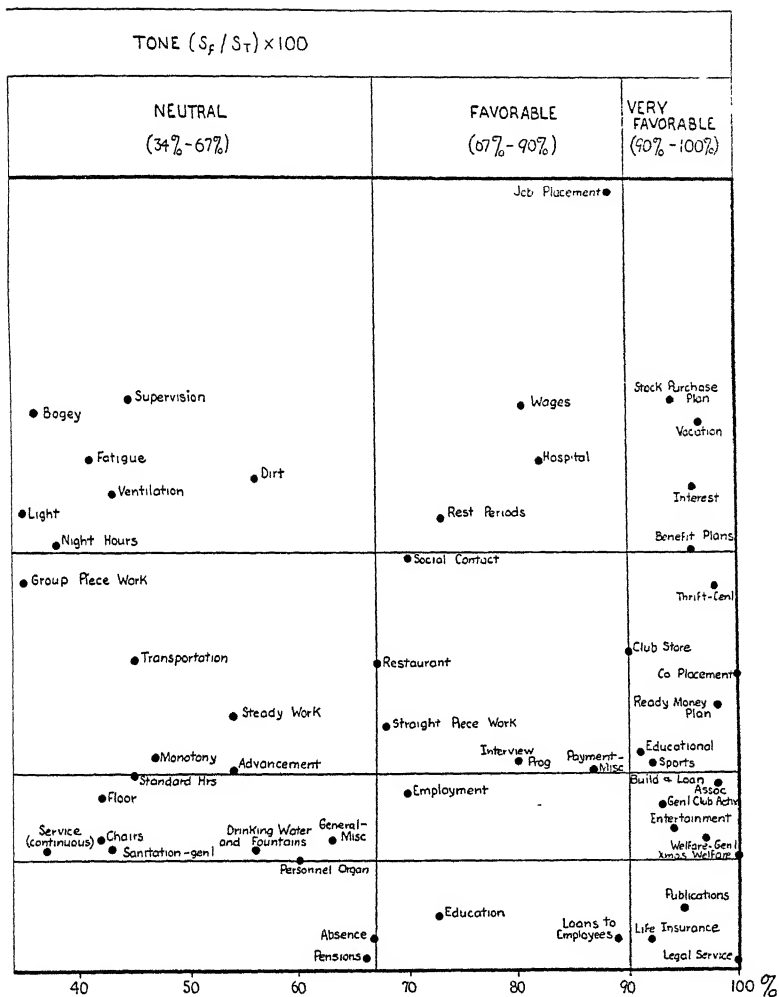 TONE (Sf/ST)×100
NEUTRAL
(34%-67%)
FAVORABLE
(67%-90%)
VERY
FAVORABLE
(90%-100%)
Job Placement
Supervision
Bogey
Wages
Stock Purchase
Plan
Vacation
Fatigue
Hospital
Dirt
Ventilation
Interest
Light
Rest Periods
Night Hours
Benefit Plans
Social Contact
Group Piece Work
Thrift-Genl
Transportation
Restaurant
Club Store
Co Placement
Steady Work
Straight Piece Work
Ready Money
Plan
Monotony
Advancement
Interview
Prog
Payment-
Misc
Educational
Sports
Standard Hrs
Build & Loan
Assoc
Floor
Employment
Genl Club Activ
Service
(continuous)
Chairs
Sanitation-genl
Drinking Water
and Fountains
General-
Misc
Entertainment
Welfare-Genl
Xmas Welfare
Personnel Organ
Publications
Education
Absence
Loans to
Employees
Life Insurance
Pensions
Legal Service
40 50 60 70 80 90 100 %